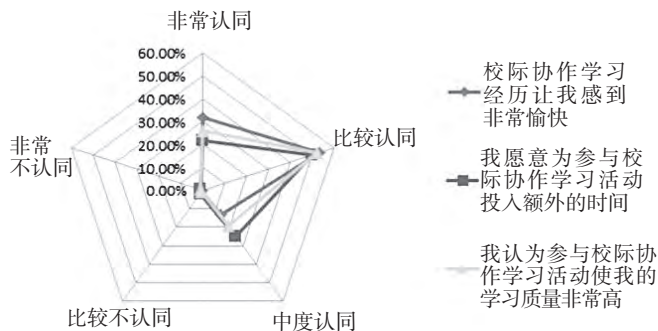 非常认同
60.00%
50.00%
40.00%
30.00%
20.00%
10.00%
0.00%
比较认同
中度认同
比较不认同
非常
不认同
校际协作学习
经历让我感到
非常愉快
我愿意为参与校
际协作学习活动
投入额外的时间
我认为参与校际协
作学习活动使我的
学习质量非常高